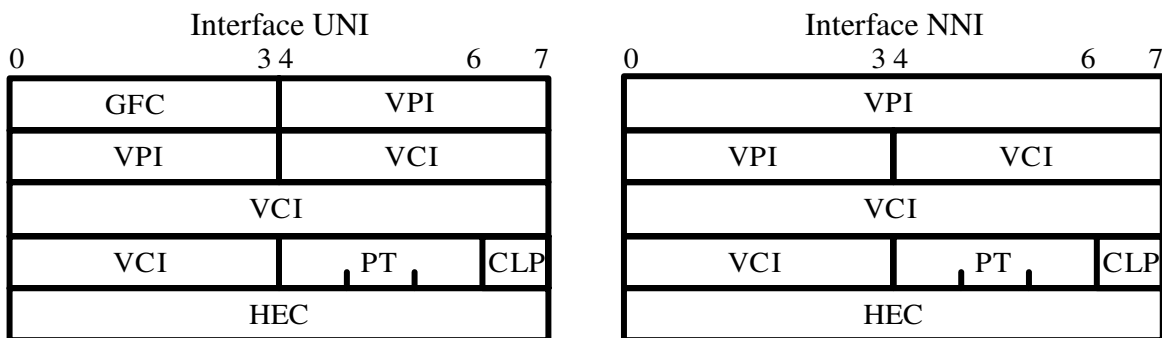 Interface UNI Interface NNI
0 3 4 6 7 0 3 4 6 7
GFC VPI VPI
VPI VCI VPI VCI
VCI VCI
VCI PT CLP VCI PT CLP
HEC HEC